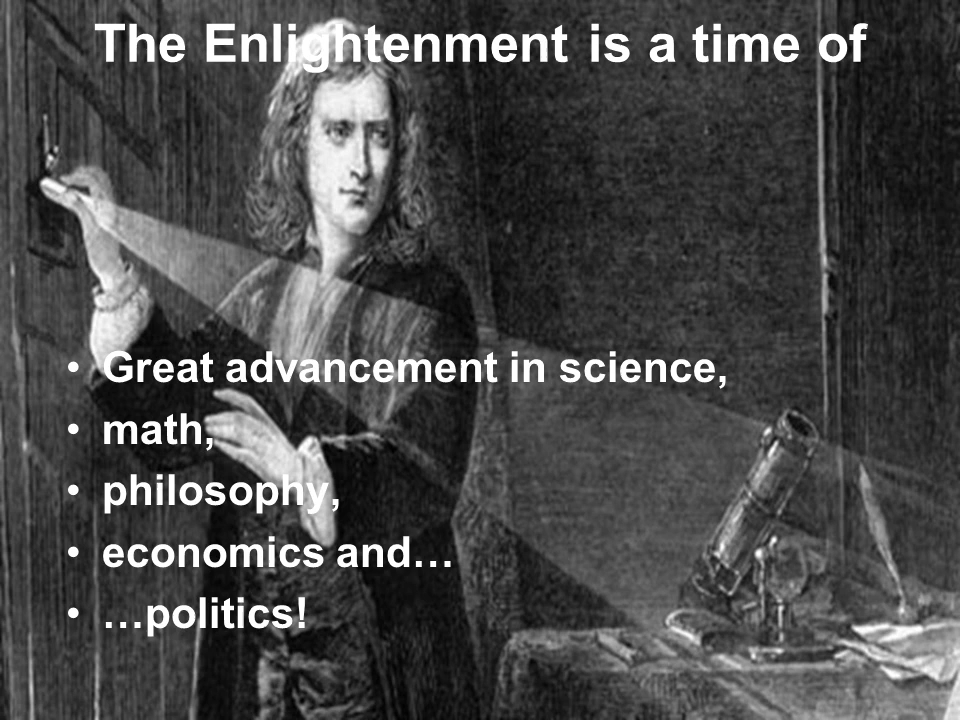 The Enlightenment is a time of
• Great advancement in science,
• math,
• philosophy,
• economics and…
• …politics!